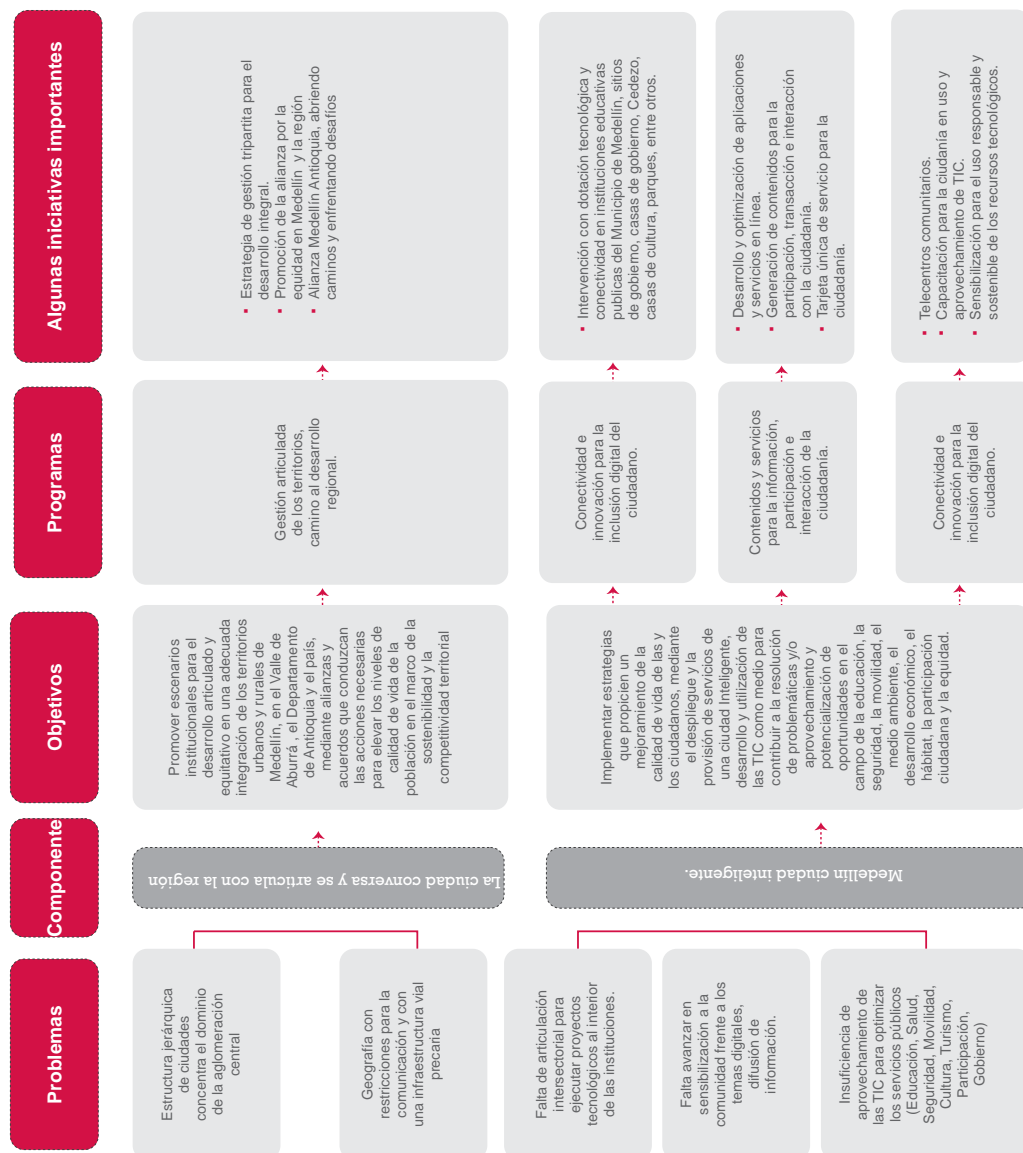 Problemas
Componente
Objetivos
Programas
Algunas iniciativas importantes
Estructura jerárquica
de ciudades
concentra el dominio
de la aglomeración
central
Geografía con
restricciones para la
comunicación y con
una infraestructura vial
precaria
La ciudad conversa y se articula con la región
Promover escenarios
institucionales para el
desarrollo articulado y
equitativo en una adecuada
integración de los territorios
urbanos y rurales de
Medellín, en el Valle de
Aburrá , el Departamento
de Antioquia y el país,
mediante alianzas y
acuerdos que conduzcan
las acciones necesarias
para elevar los niveles de
calidad de vida de la
población en el marco de la
sostenibilidad y la
competitividad territorial
Gestión articulada
de los territorios,
camino al desarrollo
regional.
▪ Estrategia de gestión tripartita para el
desarrollo integral.
▪ Promoción de la alianza por la
equidad en Medellín y la región
▪ Alianza Medellín Antioquia, abriendo
caminos y enfrentando desafíos
Falta de articulación
intersectorial para
ejecutar proyectos
tecnológicos al interior
de las instituciones.
Falta avanzar en
sensibilización a la
comunidad frente a los
temas digitales,
difusión de
información.
Insuficiencia de
aprovechamiento de
las TIC para optimizar
los servicios públicos
(Educación, Salud,
Seguridad, Movilidad,
Cultura, Turismo,
Participación,
Gobierno)
Medellín ciudad inteligente.
Implementar estrategias
que propicien un
mejoramiento de la
calidad de vida de las y
los ciudadanos, mediante
el despliegue y la
provisión de servicios de
una ciudad Inteligente,
desarrollo y utilización de
las TIC como medio para
contribuir a la resolución
de problemáticas y/o
aprovechamiento y
potencialización de
oportunidades en el
campo de la educación, la
seguridad, la movilidad, el
medio ambiente, el
desarrollo económico, el
hábitat, la participación
ciudadana y la equidad.
Conectividad e
innovación para la
inclusión digital del
ciudadano.
▪ Intervención con dotación tecnológica y
conectividad en instituciones educativas
publicas del Municipio de Medellín, sitios
de gobierno, casas de gobierno, Cedezo,
casas de cultura, parques, entre otros.
Contenidos y servicios
para la información,
participación e
interacción de la
ciudadanía.
▪ Desarrollo y optimización de aplicaciones
y servicios en línea.
▪ Generación de contenidos para la
participación, transacción e interacción
con la ciudadanía.
▪ Tarjeta única de servicio para la
ciudadanía.
Conectividad e
innovación para la
inclusión digital del
ciudadano.
▪ Telecentros comunitarios.
▪ Capacitación para la ciudanía en uso y
aprovechamiento de TIC.
▪ Sensibilización para el uso responsable y
sostenible de los recursos tecnológicos.